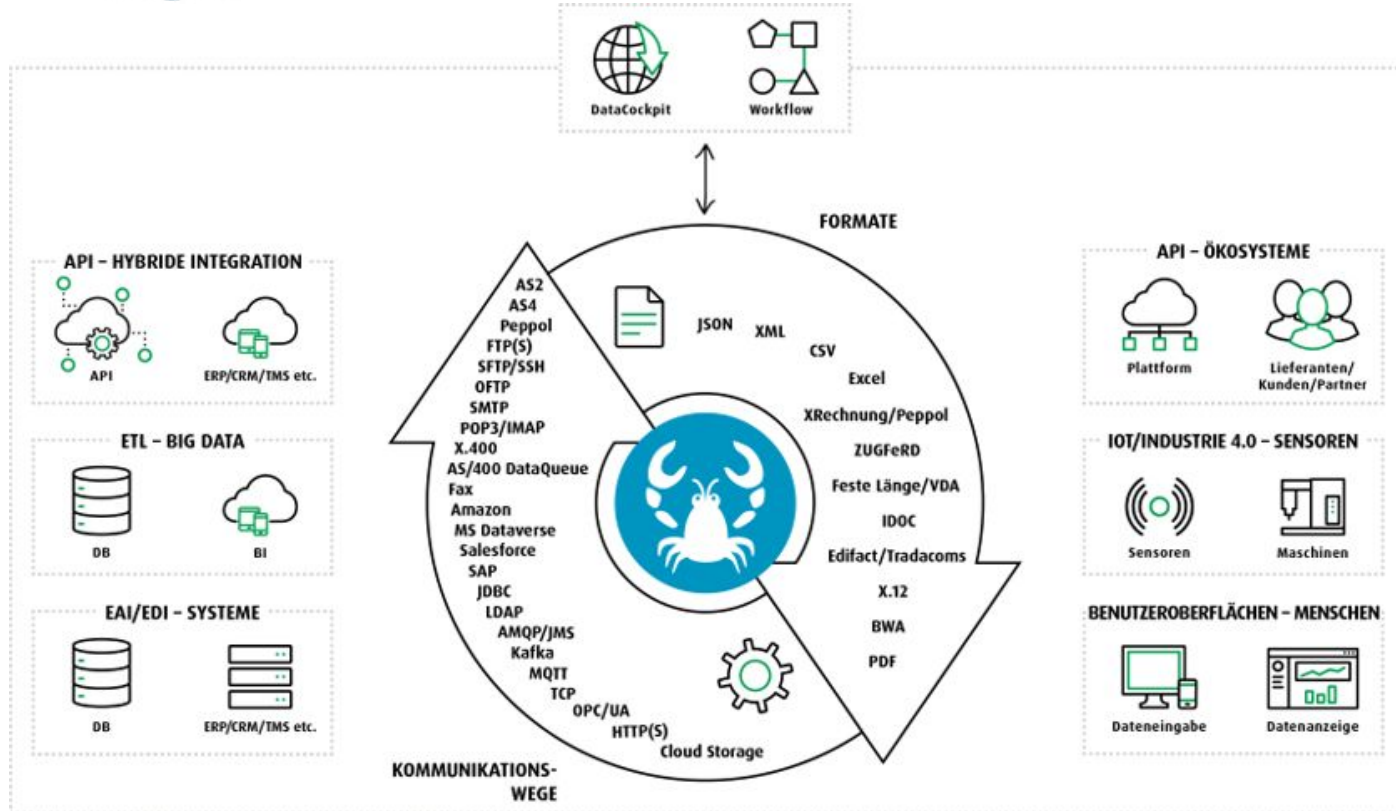 DataCockpit
Workflow
FORMATE
API – HYBRIDE INTEGRATION
API
ERP/CRM/TMS etc.
ETL – BIG DATA
DB
BI
EAI/EDI – SYSTEME
DB
ERP/CRM/TMS etc.
AS2
AS4
Peppol
FTP(S)
SFTP/SSH
OFTP
SMTP
POP3/IMAP
X.400
AS/400 DataQueue
Fax
Amazon
MS Dataverse
Salesforce
SAP
JDBC
LDAP
AMQP/JMS
Kafka
MQTT
TCP
OPC/UA
HTTP(S)
Cloud Storage
KOMMUNIKATIONS-
WEGE
JSON
XML
CSV
Excel
XRechnung/Peppol
ZUGFeRD
Feste Länge/VDA
IDOC
Edifact/Tradacoms
X.12
BWA
PDF
API – ÖKOSYSTEME
Plattform
Lieferanten/
Kunden/Partner
IOT/INDUSTRIE 4.0 – SENSOREN
Sensoren
Maschinen
BENUTZEROBERFLÄCHEN – MENSCHEN
Dateneingabe
Datenanzeige